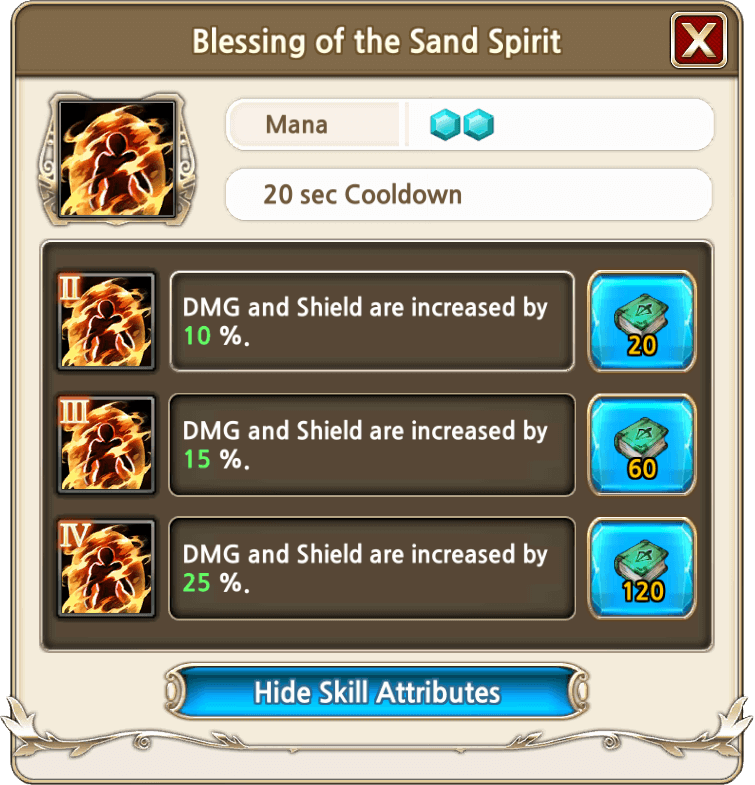 Blessing of the Sand Spirit
X
Mana
20 sec Cooldown
II
DMG and Shield are increased by
10 %.
20
III
DMG and Shield are increased by
15 %.
60
IV
DMG and Shield are increased by
25 %.
120
Hide Skill Attributes